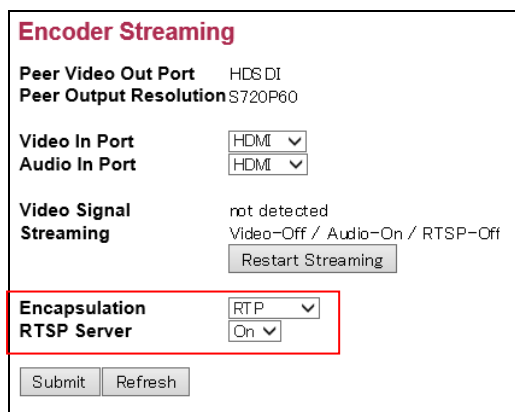 Encoder Streaming
Peer Video Out Port HDSDI
Peer Output Resolution S720P60
Video In Port HDMI
Audio In Port HDMI
Video Signal not detected
Streaming Video-Off / Audio-On / RTSP-Off
Restart Streaming
Encapsulation RTP
RTSP Server On
Submit Refresh